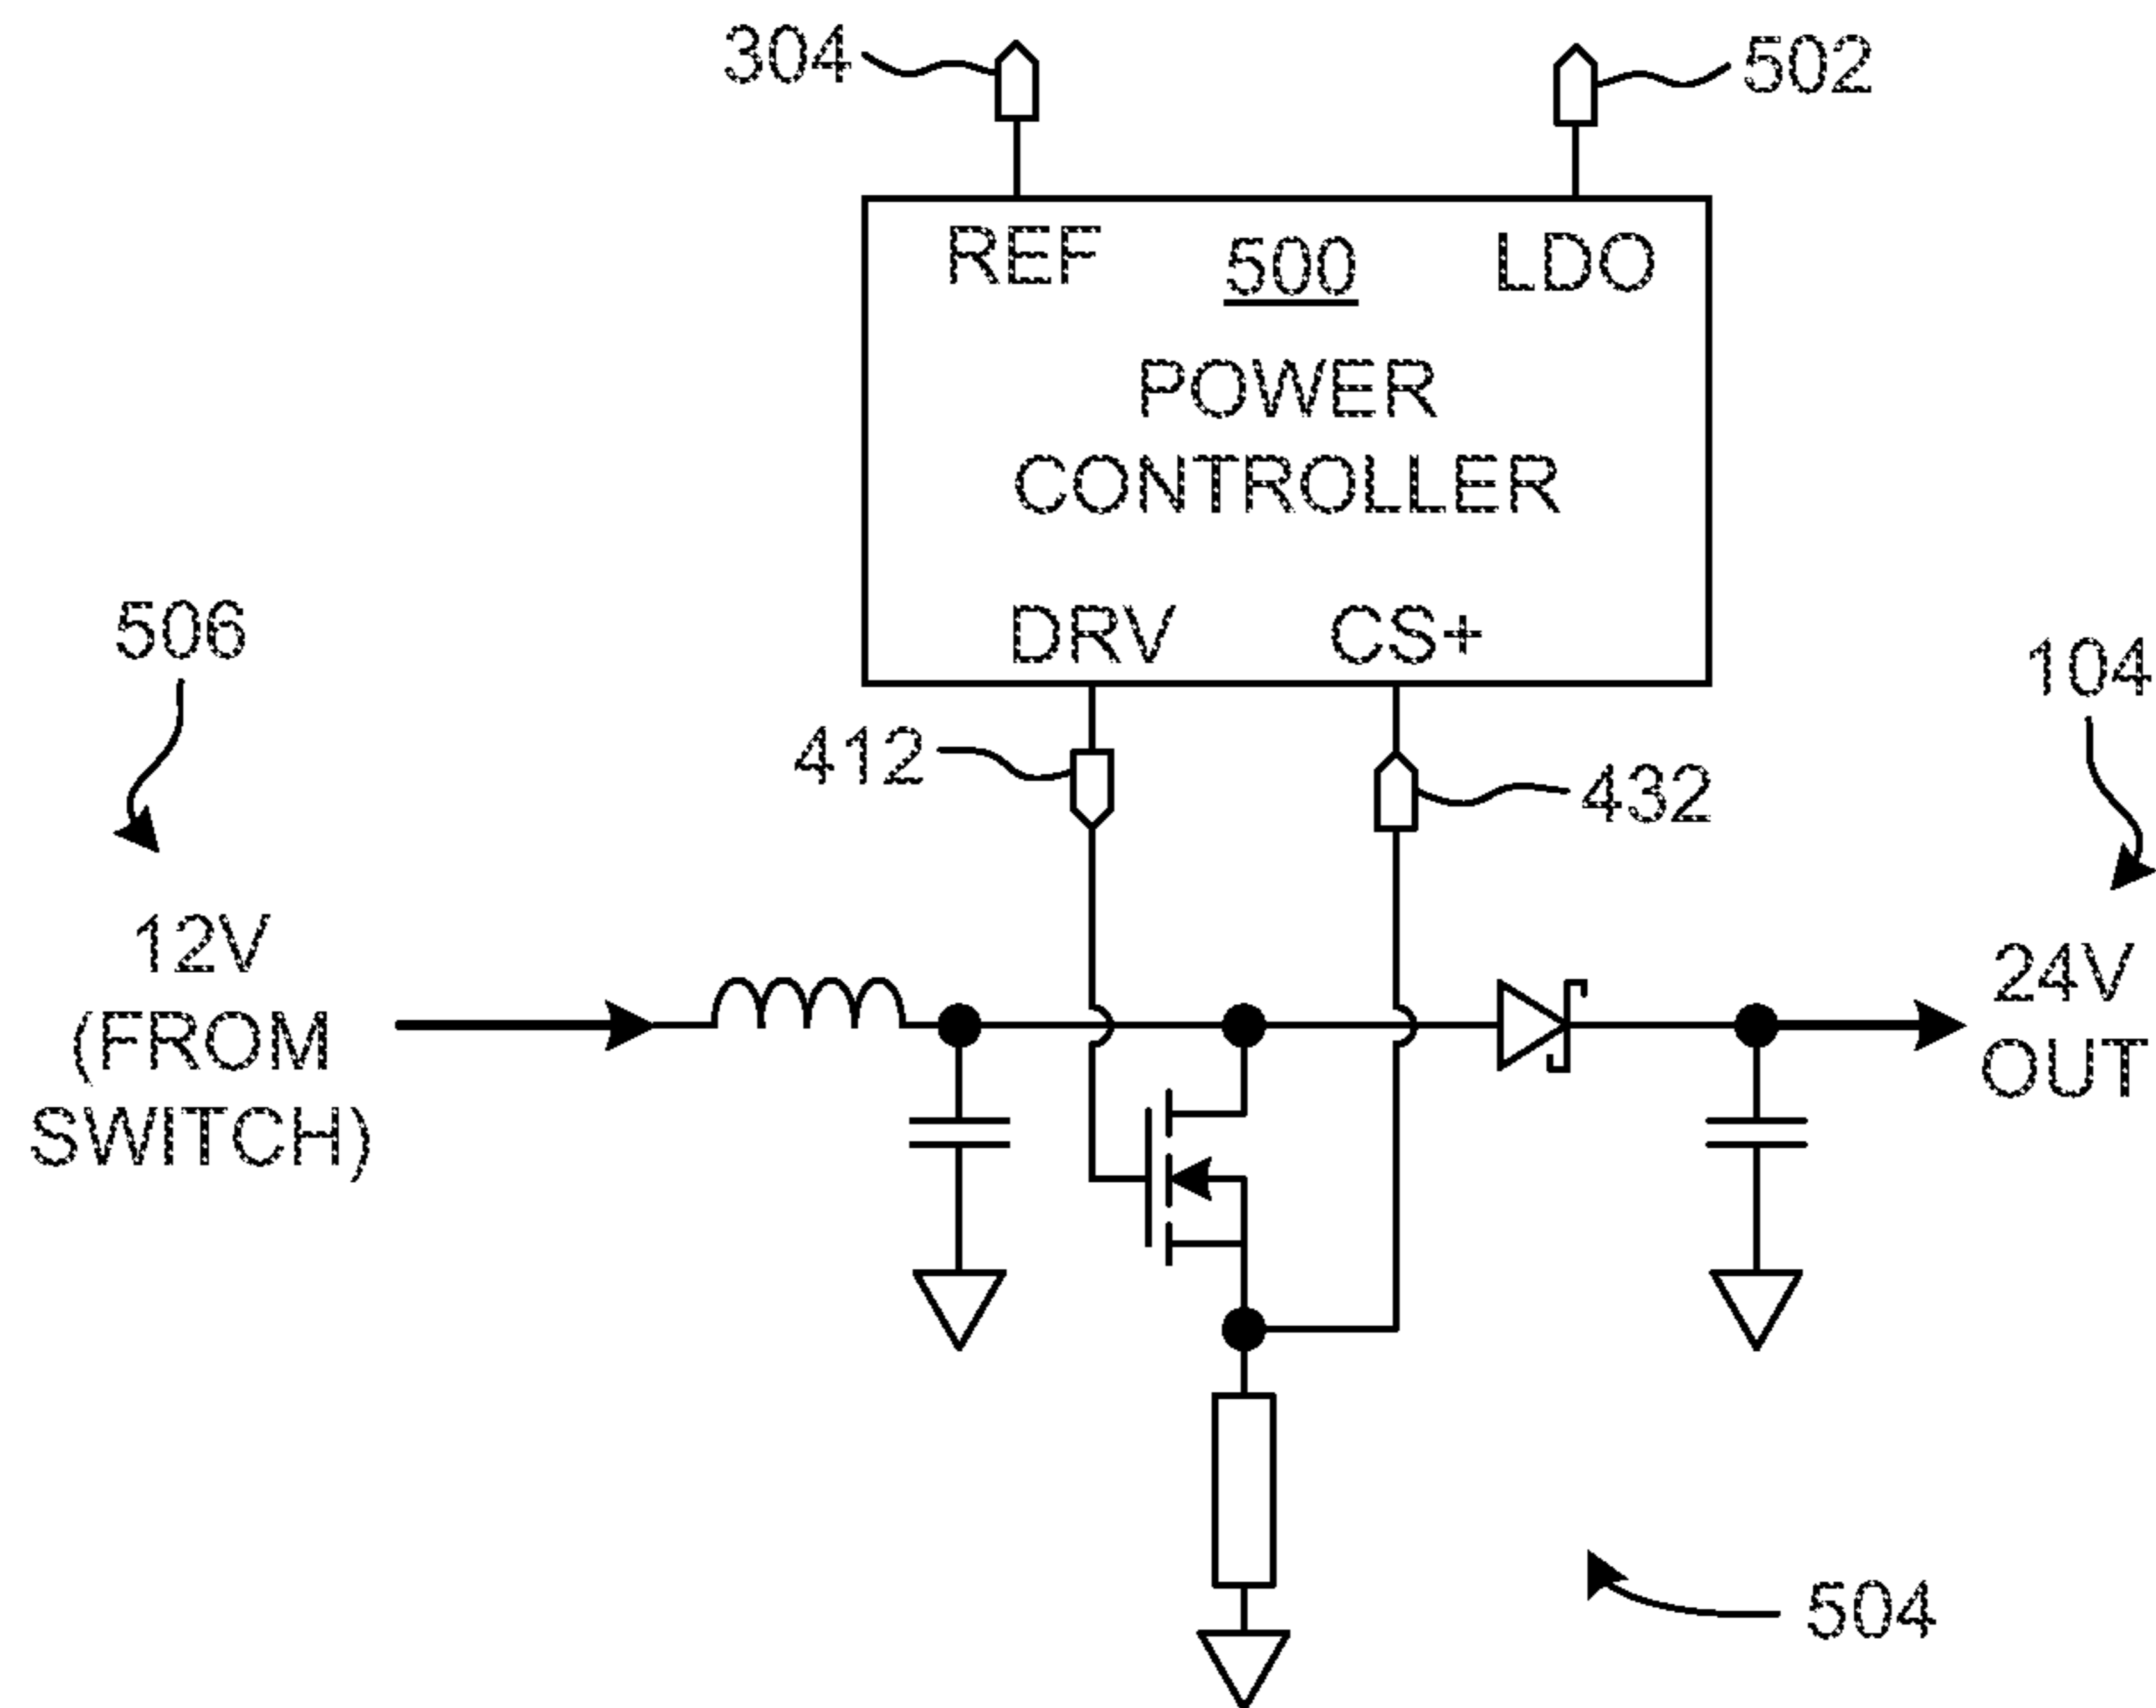 304
502
REF
500
LDO
POWER
CONTROLLER
DRV
CS+
506
104
412
432
12V
(FROM
SWITCH)
24V
OUT
504